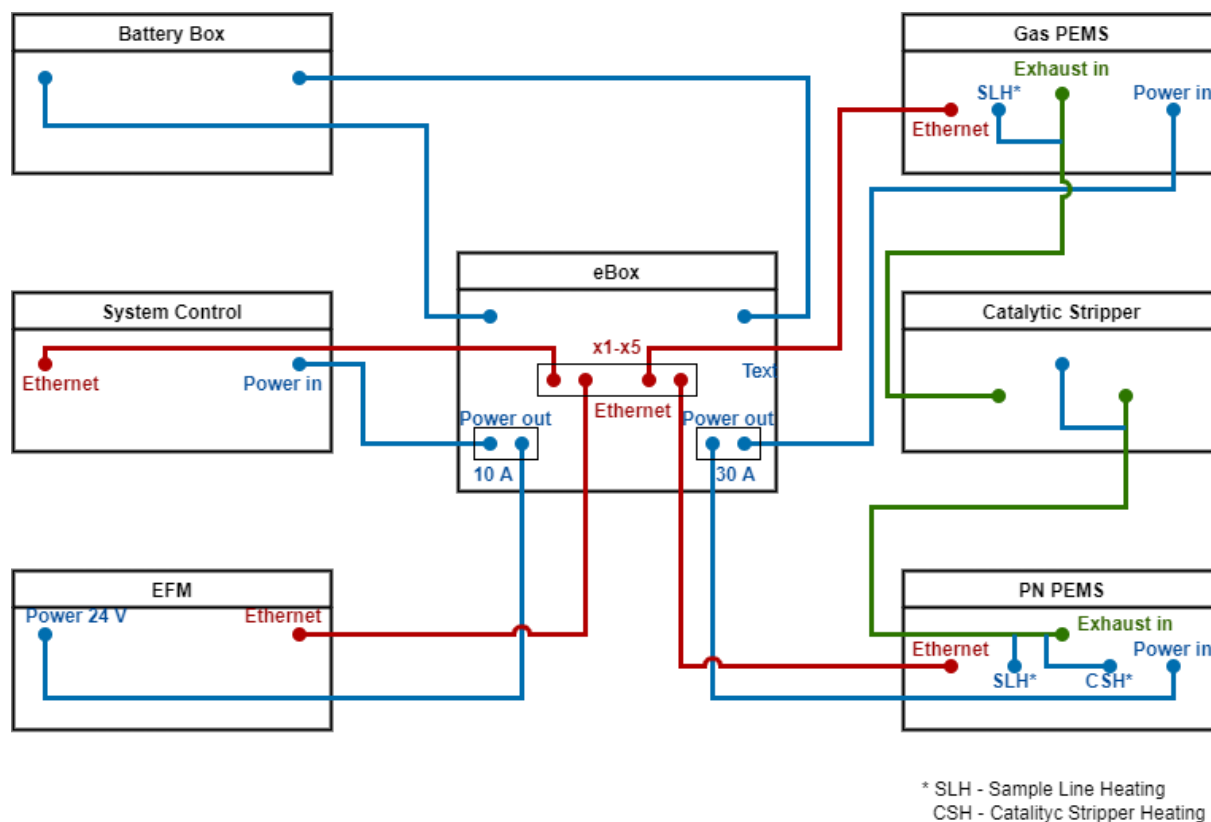 Battery Box
Gas PEMS
Exhaust in
SLH*
Power in
Ethernet
eBox
System Control
Catalytic Stripper
x1-x5
Ethernet
Power in
Text
Ethernet
Power out
Power out
10 A
30 A
EFM
PN PEMS
Power 24 V
Ethernet
Exhaust in
Ethernet
Power in
SLH*
CSH*
* SLH - Sample Line Heating
CSH - Catalityc Stripper Heating